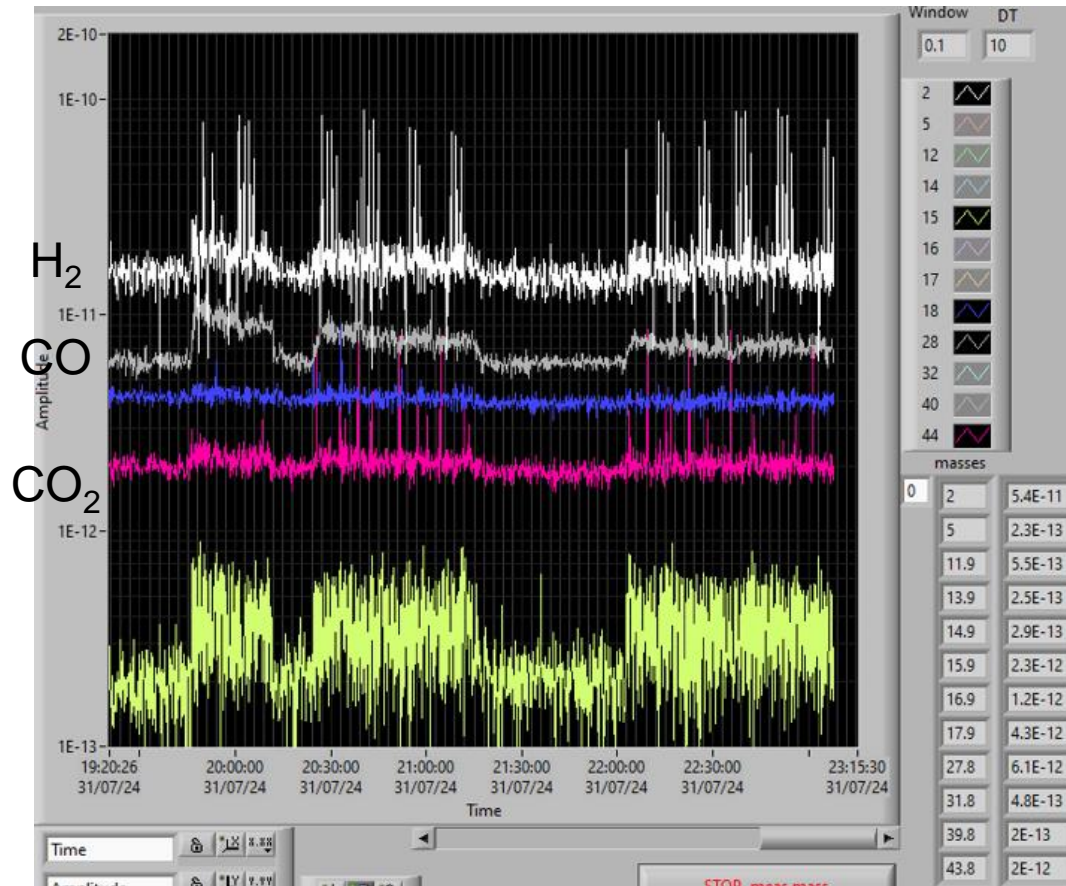 Window DT
0.1 10
2E-10-
1E-10-
1E-11-
1E-12-
1E-13-
Amplitude
H₂
CO
CO₂
19:20:26 20:00:00 20:30:00 21:00:00 21:30:00 22:00:00 22:30:00 23:15:30
31/07/24 31/07/24 31/07/24 31/07/24 31/07/24 31/07/24 31/07/24 31/07/24
Time
2
5
12
14
15
16
17
18
28
32
40
44
masses
0 2 5.4E-11
5 2.3E-13
11.9 5.5E-13
13.9 2.5E-13
14.9 2.9E-13
15.9 2.3E-12
16.9 1.2E-12
17.9 4.3E-12
27.8 6.1E-12
31.8 4.8E-13
39.8 2E-13
43.8 2E-12
Time
Amplitude
STOP meas mass